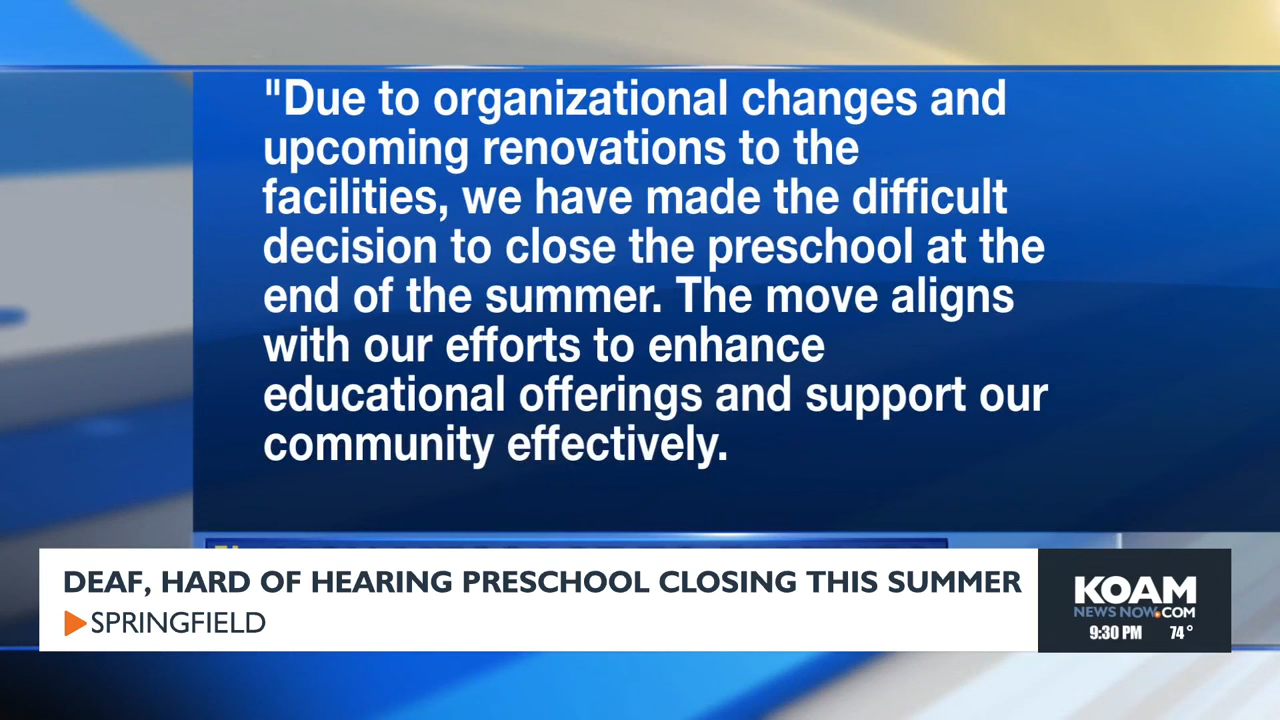 "Due to organizational changes and
upcoming renovations to the
facilities, we have made the difficult
decision to close the preschool at the
end of the summer. The move aligns
with our efforts to enhance
educational offerings and support our
community effectively.
DEAF, HARD OF HEARING PRESCHOOL CLOSING THIS SUMMER
SPRINGFIELD
KOAM
NEWS NOW.COM
9:30 PM 74°